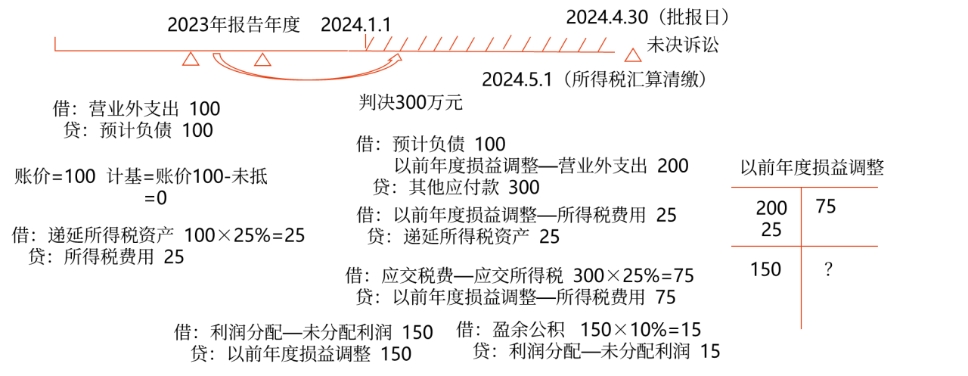 2023年报告年度 2024.1.1
2024.4.30（批报日）
未决诉讼
2024.5.1（所得税汇算清缴）
判决300万元
借：营业外支出 100
贷：预计负债 100
账价=100 计基=账价100-未抵
=0
借：递延所得税资产 100×25%=25
贷：所得税费用 25
借：预计负债 100
以前年度损益调整—营业外支出 200
贷：其他应付款 300
借：以前年度损益调整—所得税费用 25
贷：递延所得税资产 25
借：应交税费—应交所得税 300×25%=75
贷：以前年度损益调整—所得税费用 75
借：利润分配—未分配利润 150
贷：以前年度损益调整 150
借：盈余公积 150×10%=15
贷：利润分配—未分配利润 15
以前年度损益调整
200 75
25
150 ？